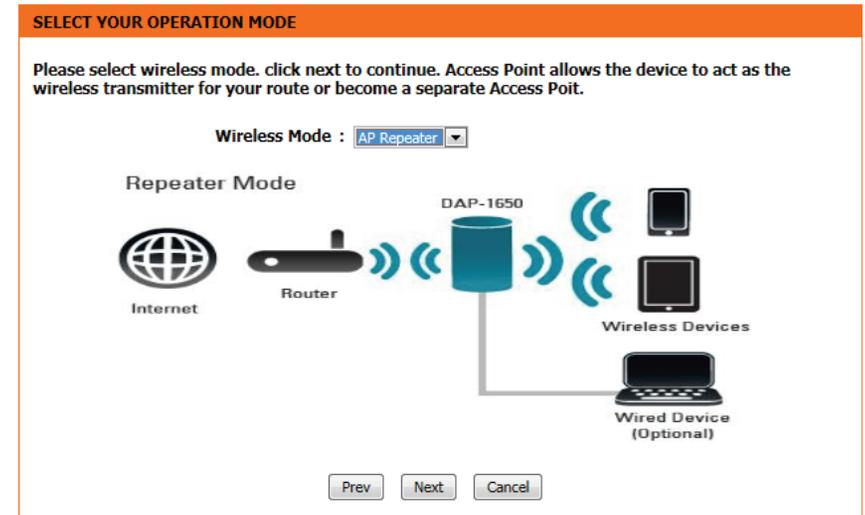 SELECT YOUR OPERATION MODE
Please select wireless mode. click next to continue. Access Point allows the device to act as the
wireless transmitter for your route or become a separate Access Poit.
Wireless Mode : AP Repeater
Repeater Mode
DAP-1650
Internet
Router
Wireless Devices
Wired Device
(Optional)
Prev Next Cancel